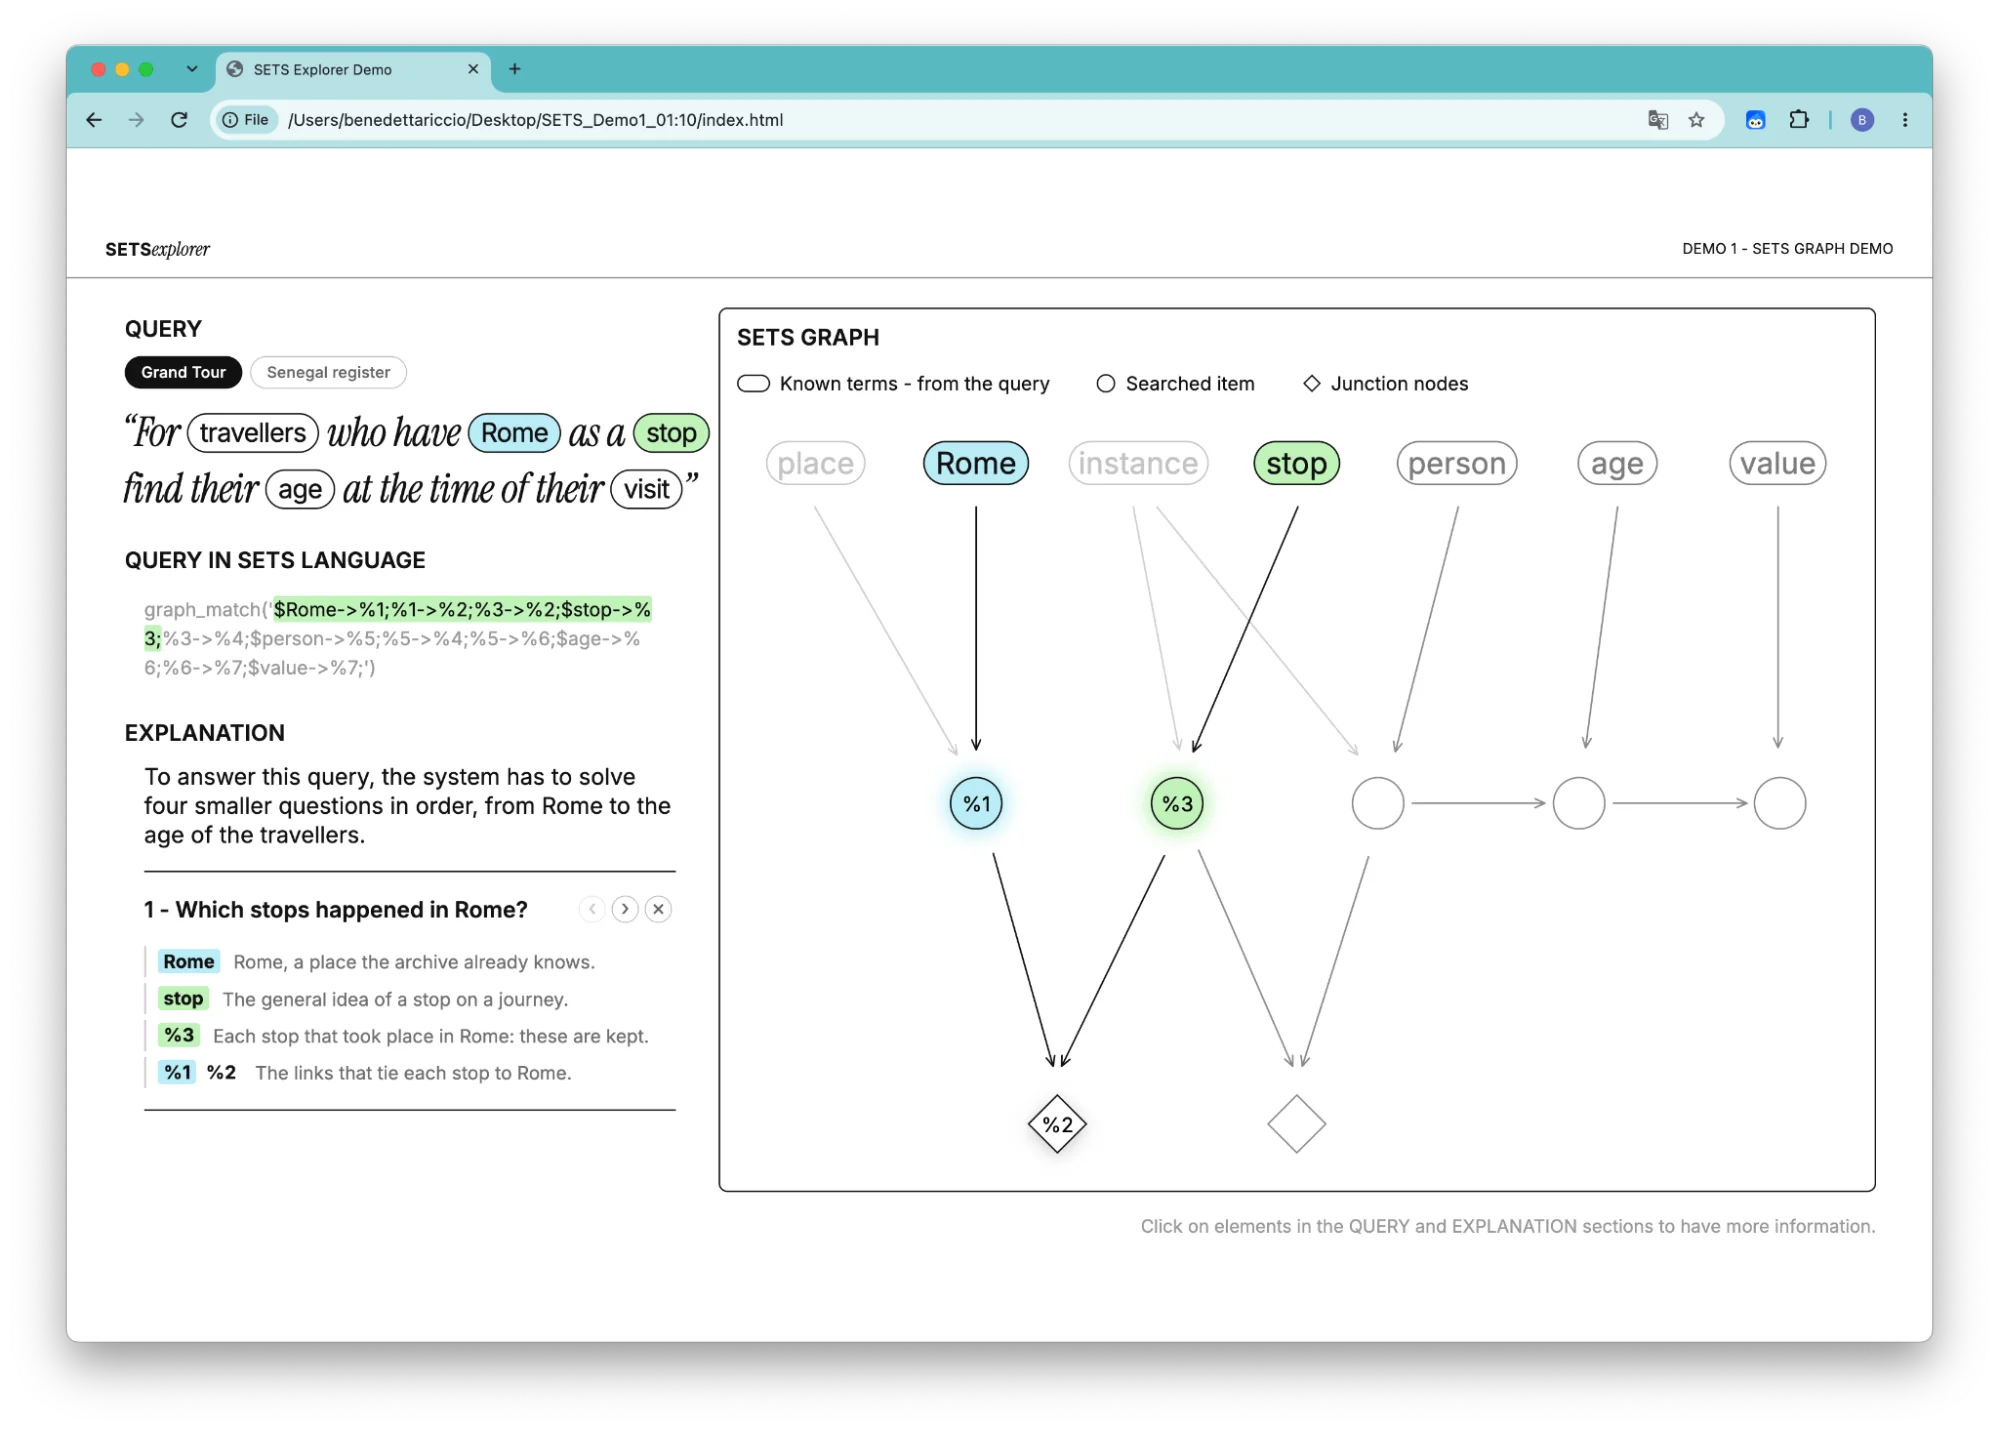 SETS Explorer Demo
File /Users/benedettariccio/Desktop/SETS_Demo1_01:10/index.html
B
SETSexplorer
DEMO 1 - SETS GRAPH DEMO
QUERY
Grand Tour
Senegal register
“For travellers who have Rome as a stop
find their age at the time of their visit”
QUERY IN SETS LANGUAGE
graph_match('$Rome->%1;%1->%2;%3->%2;$stop->%
3;%3->%4;$person->%5;%5->%4;%5->%6;$age->%
6;%6->%7;$value->%7;')
EXPLANATION
To answer this query, the system has to solve
four smaller questions in order, from Rome to the
age of the travellers.
1 - Which stops happened in Rome?
Rome Rome, a place the archive already knows.
stop The general idea of a stop on a journey.
%3 Each stop that took place in Rome: these are kept.
%1 %2 The links that tie each stop to Rome.
SETS GRAPH
Known terms - from the query
Searched item
Junction nodes
place Rome instance stop person age value
%1 %3
%2
Click on elements in the QUERY and EXPLANATION sections to have more information.